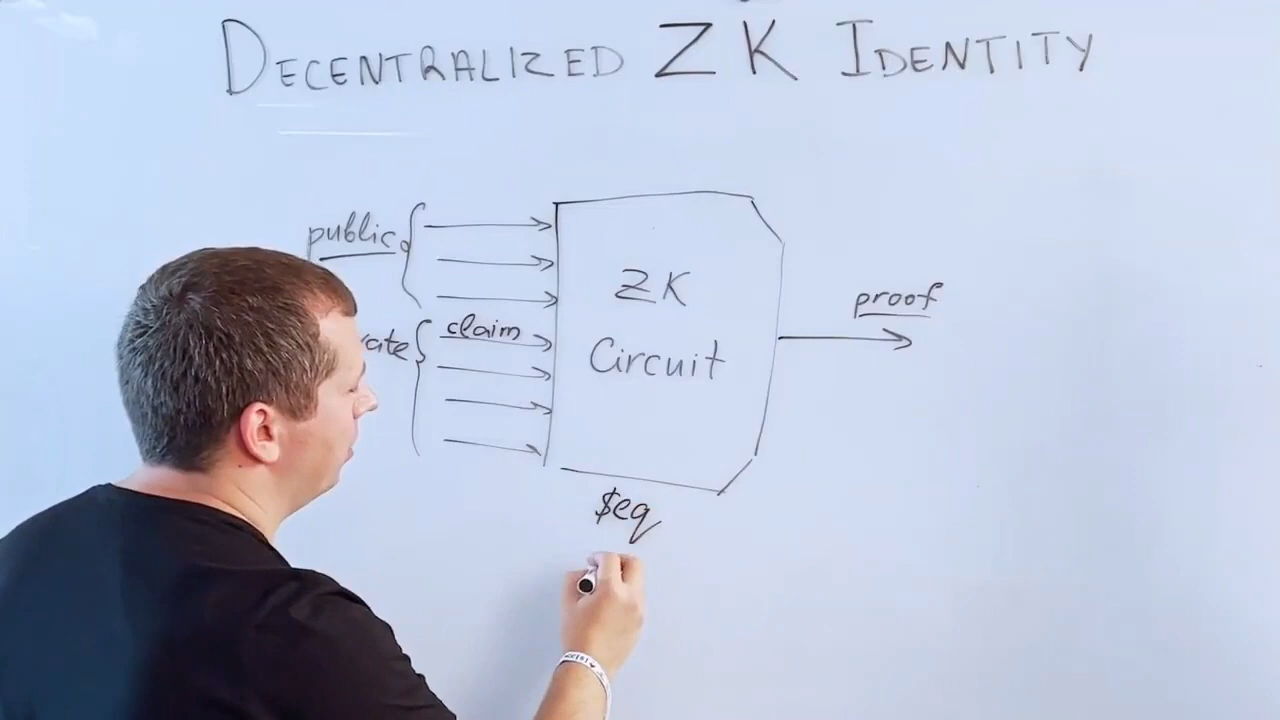 DECENTRALIZED ZK IDENTITY
public
claim
ZK
Circuit
proof
$eq